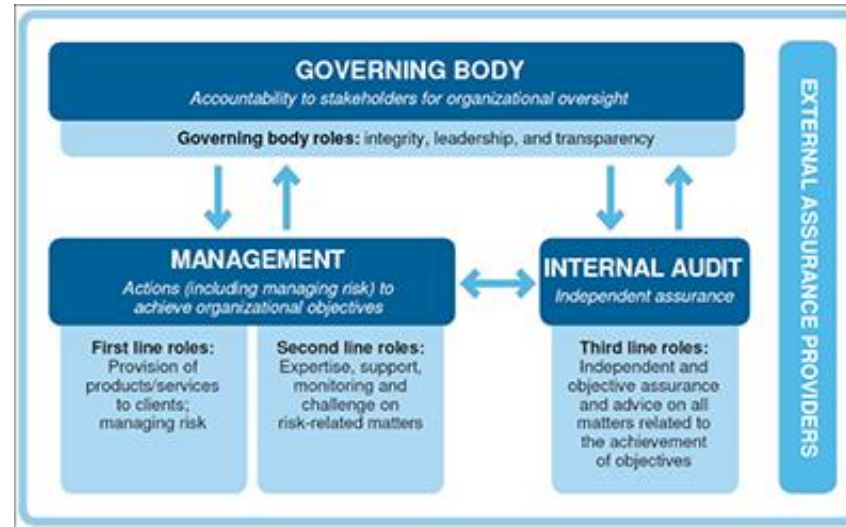 GOVERNING BODY
Accountability to stakeholders for organizational oversight
Governing body roles: integrity, leadership, and transparency
MANAGEMENT
Actions (including managing risk) to
achieve organizational objectives
First line roles:
Provision of
products/services
to clients;
managing risk
Second line roles:
Expertise, support,
monitoring and
challenge on
risk-related matters
INTERNAL AUDIT
Independent assurance
Third line roles:
Independent and
objective assurance
and advice on all
matters related to
the achievement
of objectives
EXTERNAL ASSURANCE PROVIDERS